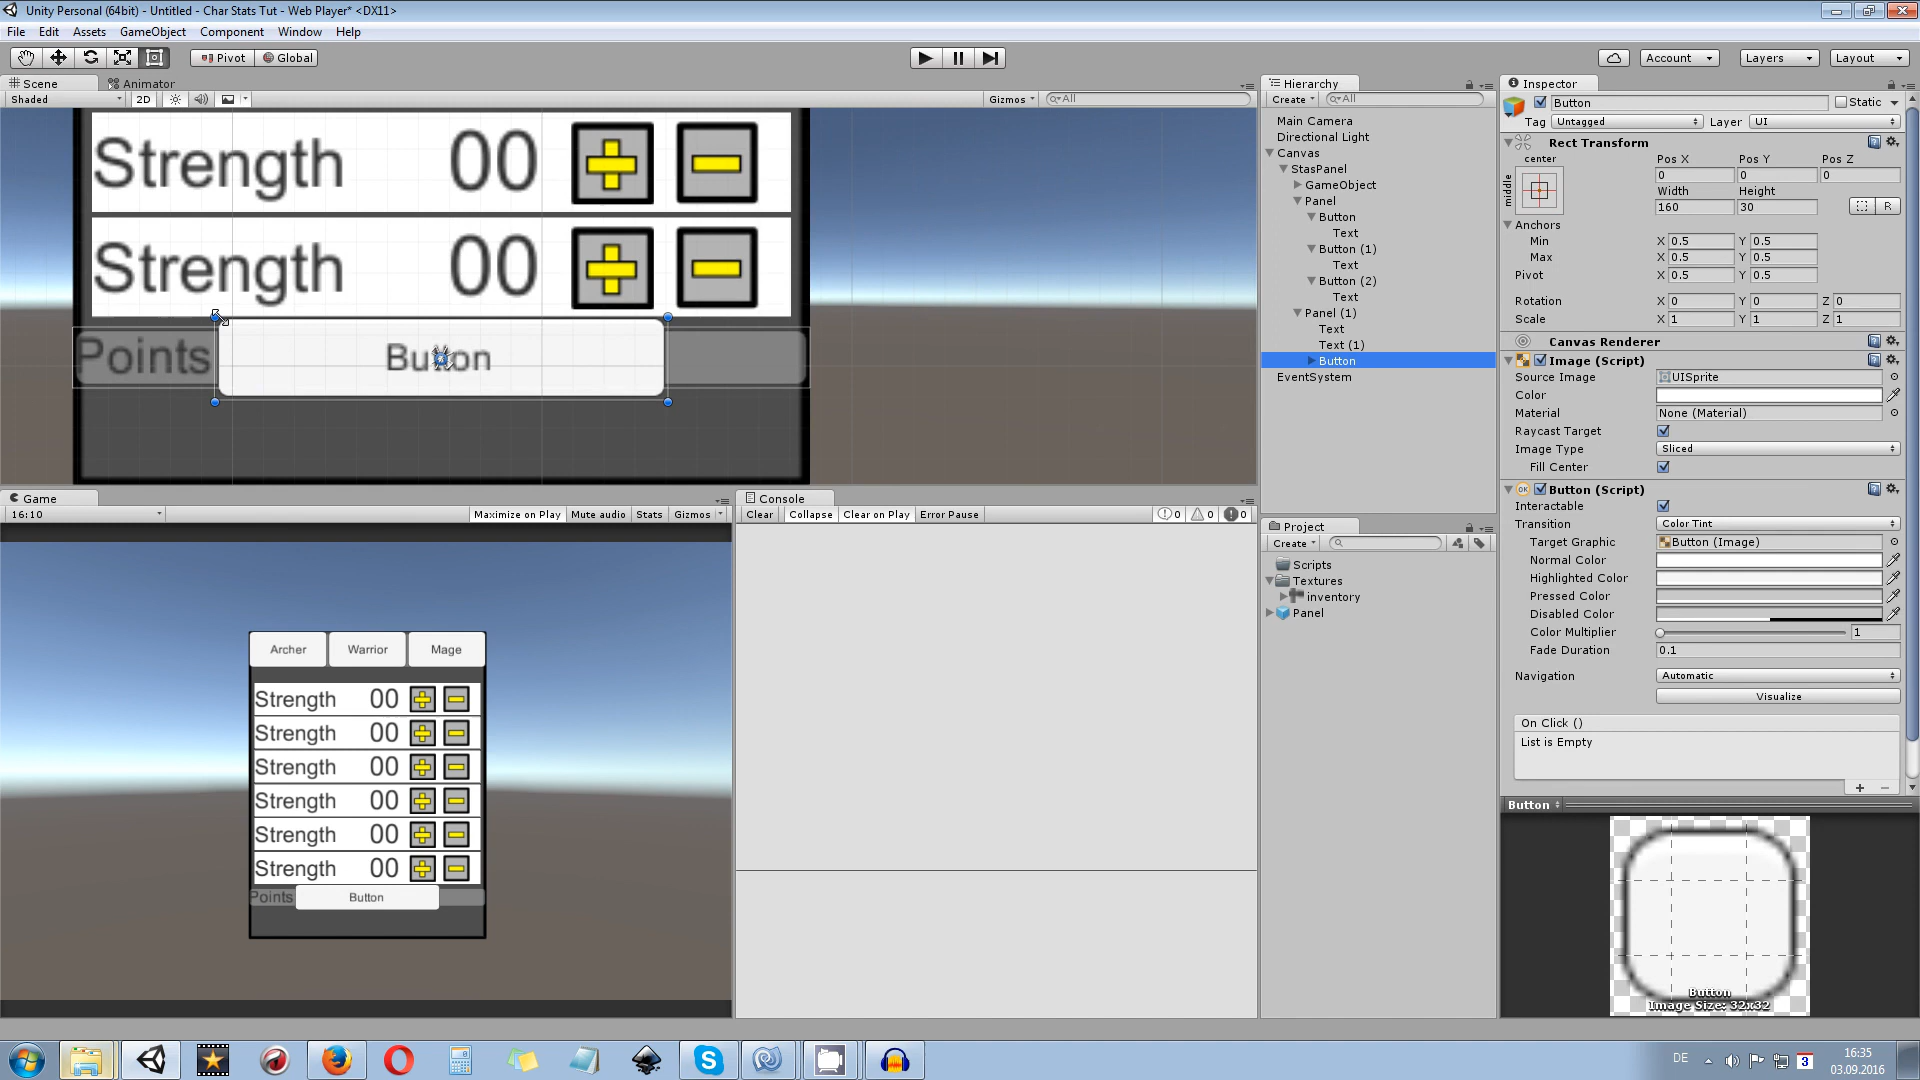 Unity Personal (64bit) - Untitled - Char Stats Tut - Web Player* <DX11>
File Edit Assets GameObject Component Window Help
Pivot Global Account Layers Layout
Scene Animator
Shaded 2D Gizmos All
Strength 00
Strength 00
Points Button
Game
16:10 Maximize on Play Mute audio Stats Gizmos
Archer Warrior Mage
Strength 00
Strength 00
Strength 00
Strength 00
Strength 00
Strength 00
Points Button
Console
Clear Collapse Clear on Play Error Pause 0 0 0
Hierarchy
Create All
Main Camera
Directional Light
Canvas
StasPanel
GameObject
Panel
Button
Text
Button (1)
Text
Button (2)
Text
Panel (1)
Text
Text (1)
Button
EventSystem
Project
Create
Scripts
Textures
inventory
Panel
Inspector
Button Static
Tag Untagged Layer UI
Rect Transform
center Pos X Pos Y Pos Z
middle 0 0 0
Width Height
160 30 R
Anchors
Min X 0.5 Y 0.5
Max X 0.5 Y 0.5
Pivot X 0.5 Y 0.5
Rotation X 0 Y 0 Z 0
Scale X 1 Y 1 Z 1
Canvas Renderer
Image (Script)
Source Image UISprite
Color
Material None (Material)
Raycast Target
Image Type Sliced
Fill Center
OK Button (Script)
Interactable
Transition Color Tint
Target Graphic Button (Image)
Normal Color
Highlighted Color
Pressed Color
Disabled Color
Color Multiplier 1
Fade Duration 0.1
Navigation Automatic
Visualize
On Click ()
List is Empty
Button
Button
Image Size: 32x32
DE 3 16:35
03.09.2016